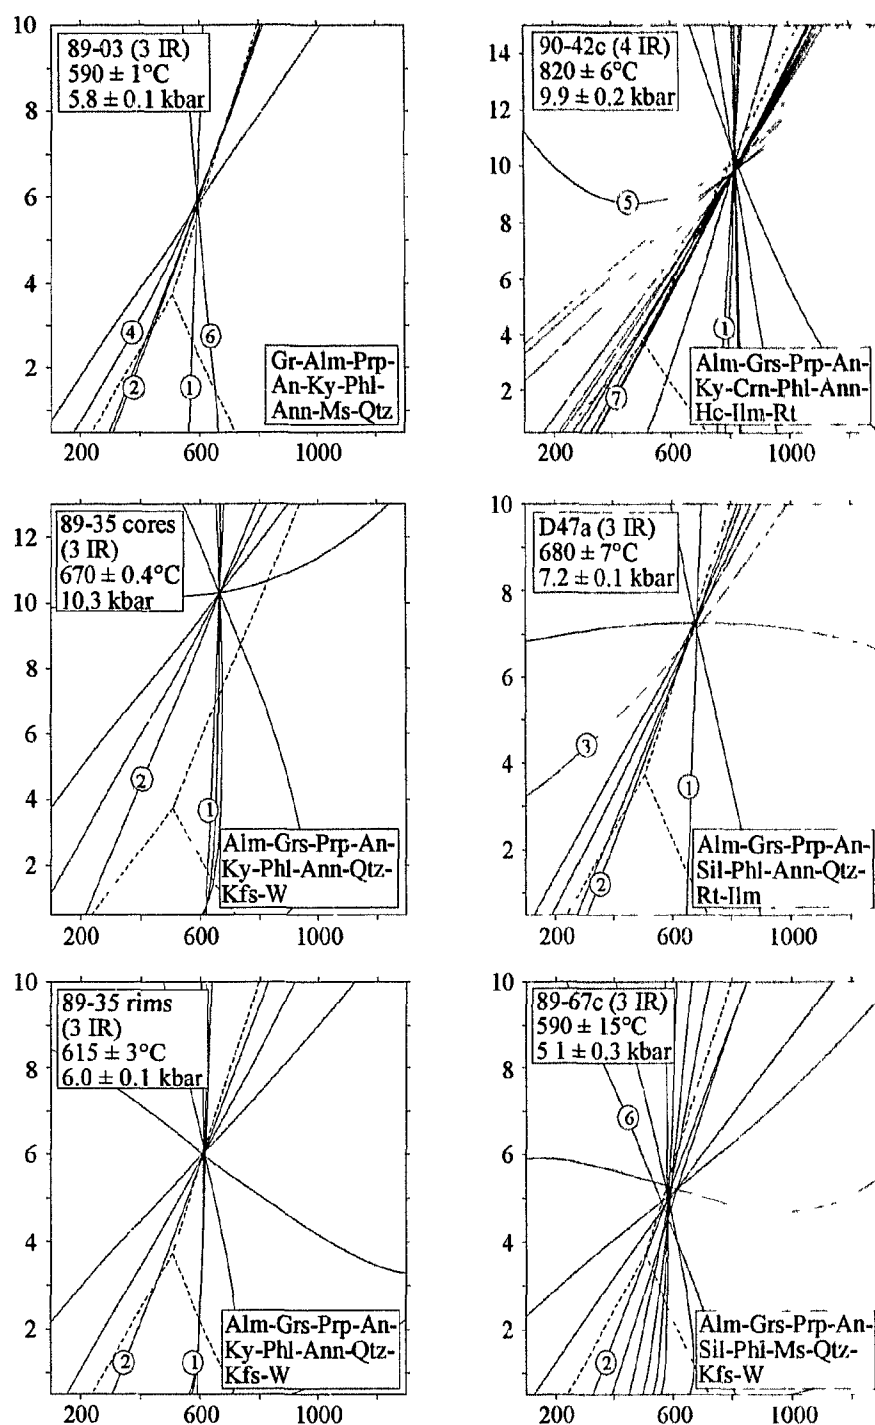 10
8
6
4
2
89-03 (3 IR)
590 ± 1°C
5.8 ± 0.1 kbar
4
6
2
1
Gr-Alm-Prp-
An-Ky-Phl-
Ann-Ms-Qtz
200 600 1000
14
12
10
8
6
4
2
90-42c (4 IR)
820 ± 6°C
9.9 ± 0.2 kbar
5
1
7
Alm-Grs-Prp-An-
Ky-Crn-Phl-Ann-
Hc-Ilm-Rt
200 600 1000
12
10
8
6
4
2
89-35 cores
(3 IR)
670 ± 0.4°C
10.3 kbar
2
1
Alm-Grs-Prp-An-
Ky-Phl-Ann-Qtz-
Kfs-W
200 600 1000
10
8
6
4
2
D47a (3 IR)
680 ± 7°C
7.2 ± 0.1 kbar
3
1
2
Alm-Grs-Prp-An-
Sil-Phl-Ann-Qtz-
Rt-Ilm
200 600 1000
10
8
6
4
2
89-35 rims
(3 IR)
615 ± 3°C
6.0 ± 0.1 kbar
2
1
Alm-Grs-Prp-An-
Ky-Phl-Ann-Qtz-
Kfs-W
200 600 1000
10
8
6
4
2
89-67c (3 IR)
590 ± 15°C
5 1 ± 0.3 kbar
6
2
Alm-Grs-Prp-An-
Sil-Phl-Ms-Qtz-
Kfs-W
200 600 1000